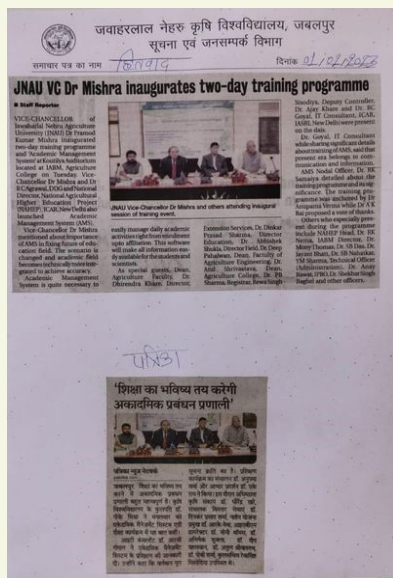 जवाहरलाल नेहरू कृषि विश्वविद्यालय, जबलपुर
सूचना एवं जनसम्पर्क विभाग
समाचार पत्र का नाम हितवाद दिनांक 01/02/2023
JNAU VC Dr Mishra inaugurates two-day training programme
■ Staff Reporter
VICE-CHANCELLOR of
Jawaharlal Nehru Agriculture
University (JNAU) Dr Pramod
Kumar Mishra inaugurated
two-day training programme
and 'Academic Management
System' at Koutilya Auditorium
located at IABM, Agriculture
College on Tuesday. Vice-
Chancellor Dr Mishra and Dr
R C Agrawal, DDG and National
Director, National Agricultural
Higher Education Project
(NAHEP), ICAR, New Delhi also
launched Academic
Management System (AMS).
Vice-Chancellor Dr Mishra
mentioned about importance
of AMS in fixing future of edu-
cation field. The scenario is
changed and academic field
becomes technically more inte-
grated to achieve accuracy.
Academic Management
System is quite necessary to
JNAU Vice-Chancellor Dr Mishra and others attending inaugural
session of training event.
easily manage daily academic
activities right from enrolment
upto affiliation. This software
will make all information eas-
ily available for the students and
scientists.
As special guests, Dean,
Agriculture Faculty, Dr
Dhirendra Khare, Director,
Extensive Services, Dr Dinkar
Prasad Sharma, Director
Education, Dr Abhishek
Shukla, Director Field, Dr Deep
Pahalwan, Dean, Faculty of
Agriculture Engineering, Dr
Atul Shrivastava, Dean,
Agriculture College, Dr PB
Sharma, Registrar, Rewa Singh
Sisodiya, Deputy Controller,
Dr Ajay Khare and Dr. RC
Goyal, IT Consultant, ICAR,
IASRI, New Delhi were present
on the dais.
Dr. Goyal, IT Consultant
while sharing significant details
about training of AMS, said that
present era belongs to com-
munication and information.
AMS Nodal Officer, Dr. RK
Samaiya detailed about the
training programme and its sig-
nificance. The training pro-
gramme was anchored by Dr
Anupama Verma while Dr A K
Rai proposed a vote of thanks.
Others who especially pres-
ent during the programme
include NAHEP Head, Dr. RK
Nema, IABM Director, Dr.
Mony Thomas, Dr. SB Das, Dr.
Jayant Bhatt, Dr. SB Nahatkar,
YM Sharma, Technical Officer
(Administration), Dr. Anay
Rawat, IPRO, Dr. Shekhar Singh
Baghel and other officers.
पत्रिका
'शिक्षा का भविष्य तय करेगी
अकादमिक प्रबंधन प्रणाली'
पत्रिका न्यूज नेटवर्क